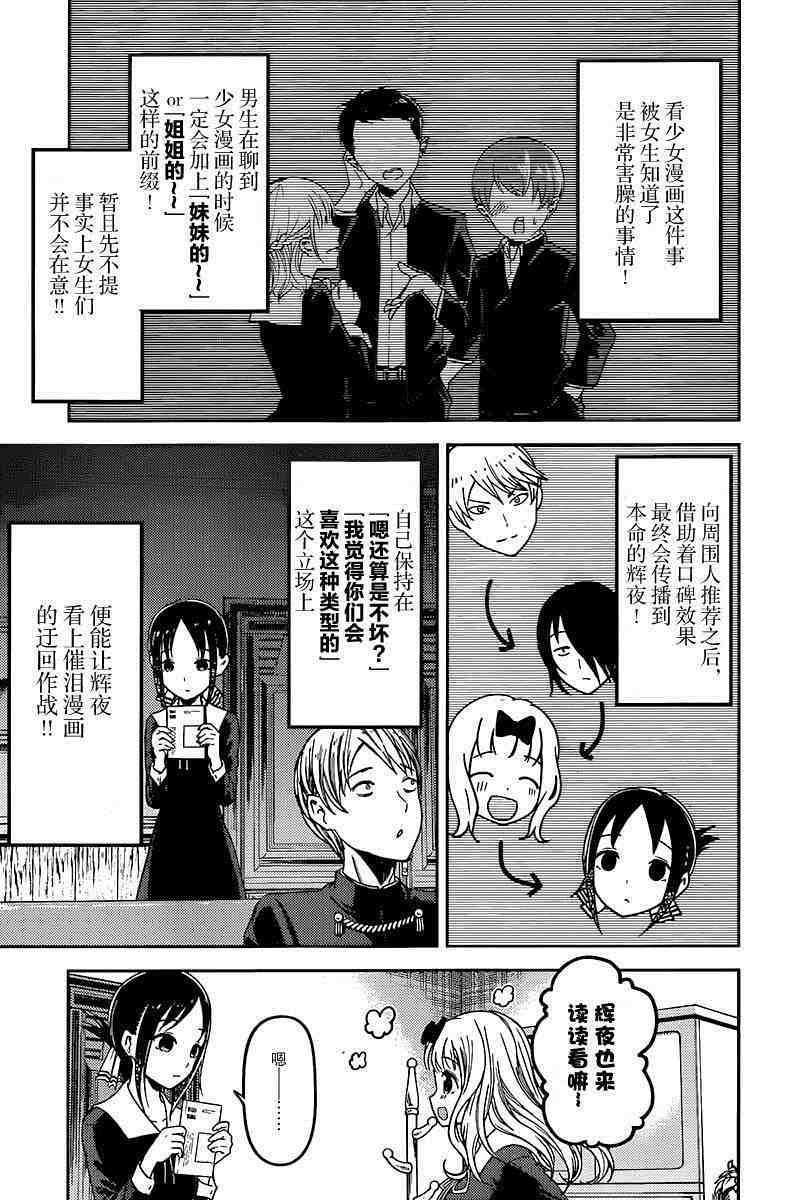 看少女漫画这件事
被女生知道了
是非常害臊的事情！
男生在聊到
少女漫画的时候
一定会加上「妹妹的~~」
or「姐姐的~~」
这样的前缀！
暂且先不提
事实上女生们
并不会在意!!
向周围人推荐之后,
借助着口碑效果
最终会传播到
本命的辉夜！
自己保持在
「嗯还算是不坏？」
「我觉得你们会
喜欢这种类型的」
这个立场上
便能让辉夜
看上催泪漫画
的迂回作战!!
辉夜也来
读读看嘛~
嗯………